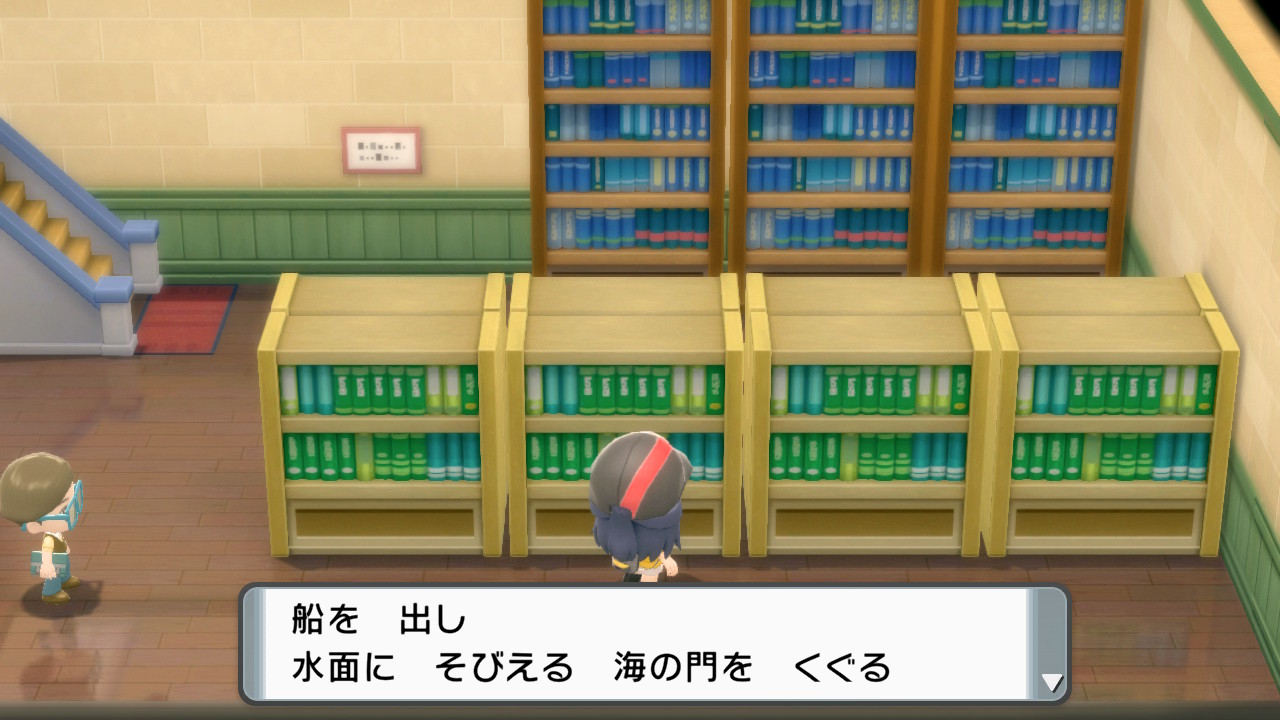 船を　出し
水面に　そびえる　海の門を　くぐる